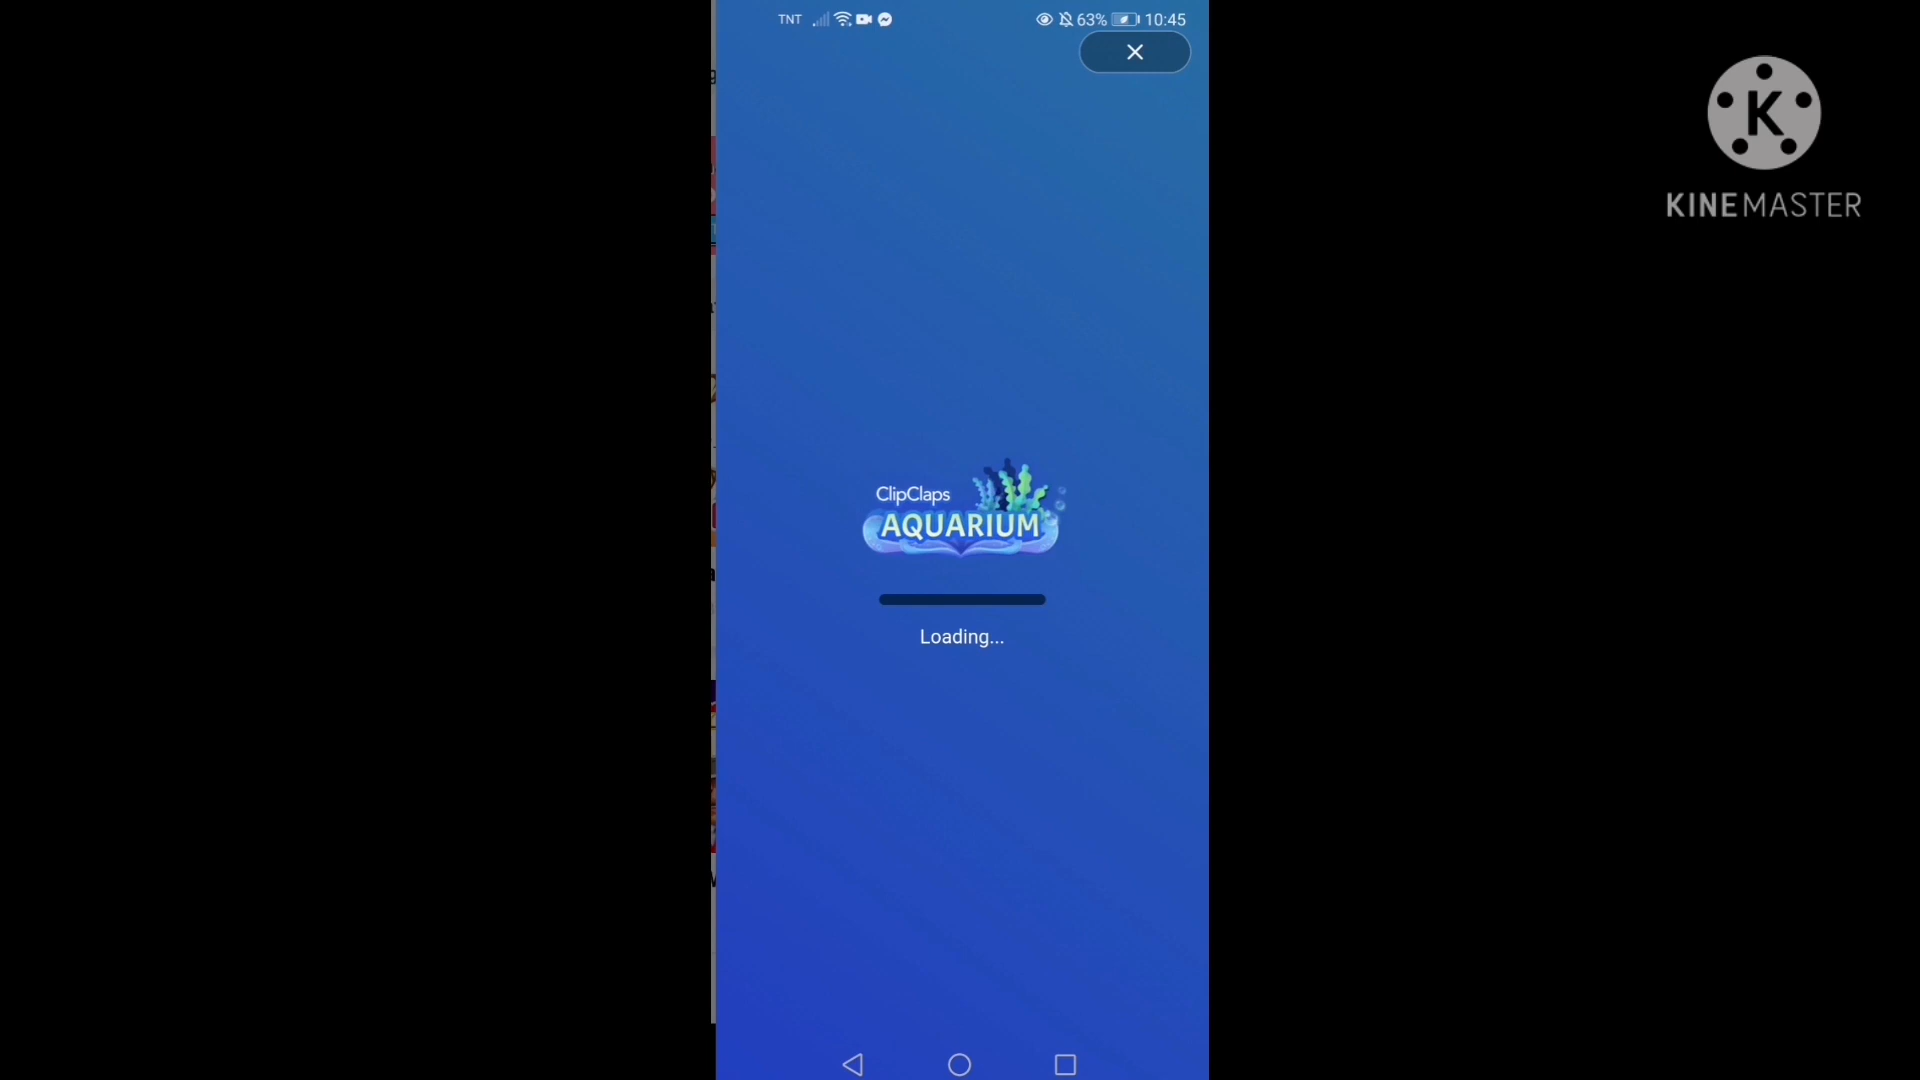 TNT
63% 10:45
KINEMASTER
ClipClaps
AQUARIUM
Loading...